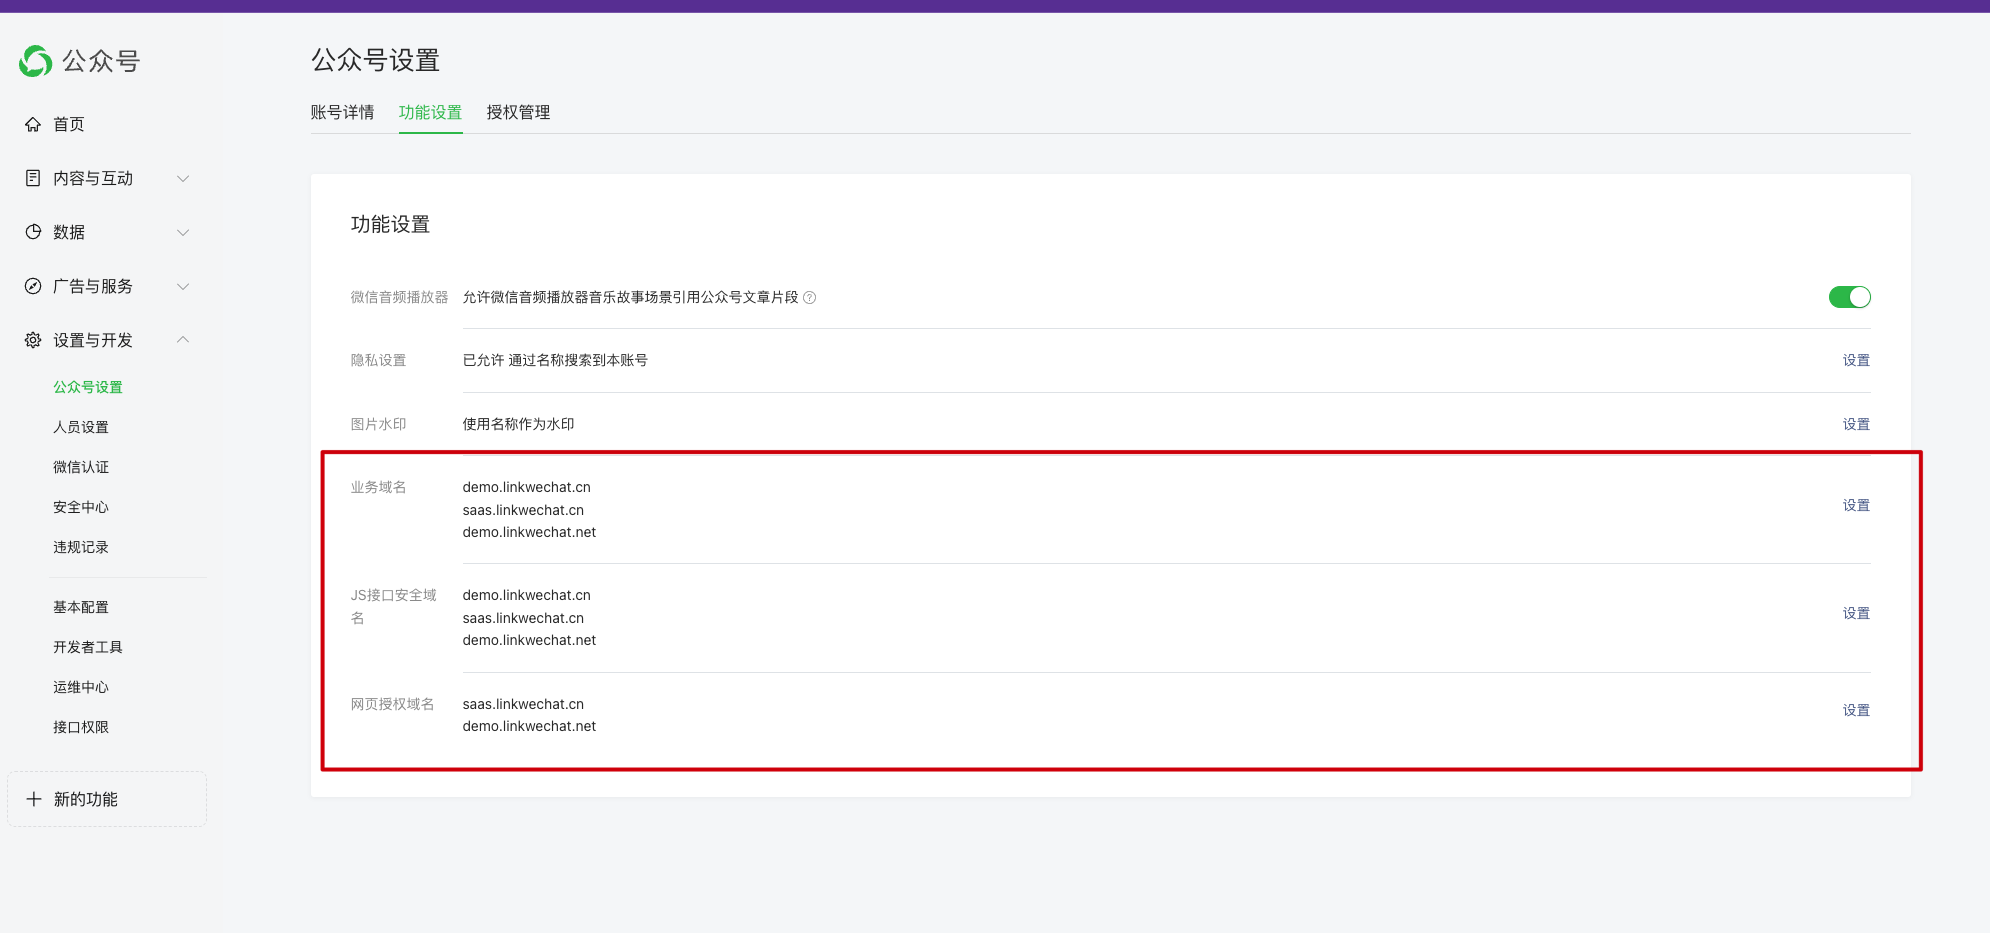 公众号
首页
内容与互动
数据
广告与服务
设置与开发
公众号设置
人员设置
微信认证
安全中心
违规记录
基本配置
开发者工具
运维中心
接口权限
新的功能
公众号设置
账号详情 功能设置 授权管理
功能设置
微信音频播放器 允许微信音频播放器音乐故事场景引用公众号文章片段 ?
隐私设置 已允许 通过名称搜索到本账号 设置
图片水印 使用名称作为水印 设置
业务域名 demo.linkwechat.cn
saas.linkwechat.cn 设置
demo.linkwechat.net
JS接口安全域 demo.linkwechat.cn
名 saas.linkwechat.cn 设置
demo.linkwechat.net
网页授权域名 saas.linkwechat.cn 设置
demo.linkwechat.net